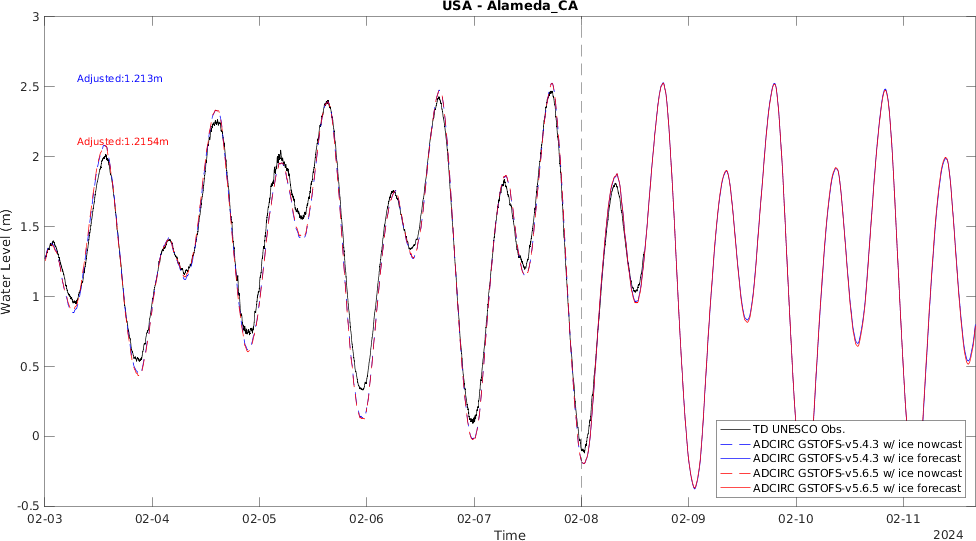 USA - Alameda_CA
3
2.5
2
1.5
1
0.5
0
-0.5
Water Level (m)
Adjusted:1.213m
Adjusted:1.2154m
TD UNESCO Obs.
ADCIRC GSTOFS-v5.4.3 w/ ice nowcast
ADCIRC GSTOFS-v5.4.3 w/ ice forecast
ADCIRC GSTOFS-v5.6.5 w/ ice nowcast
ADCIRC GSTOFS-v5.6.5 w/ ice forecast
02-03 02-04 02-05 02-06 02-07 02-08 02-09 02-10 02-11
Time
2024